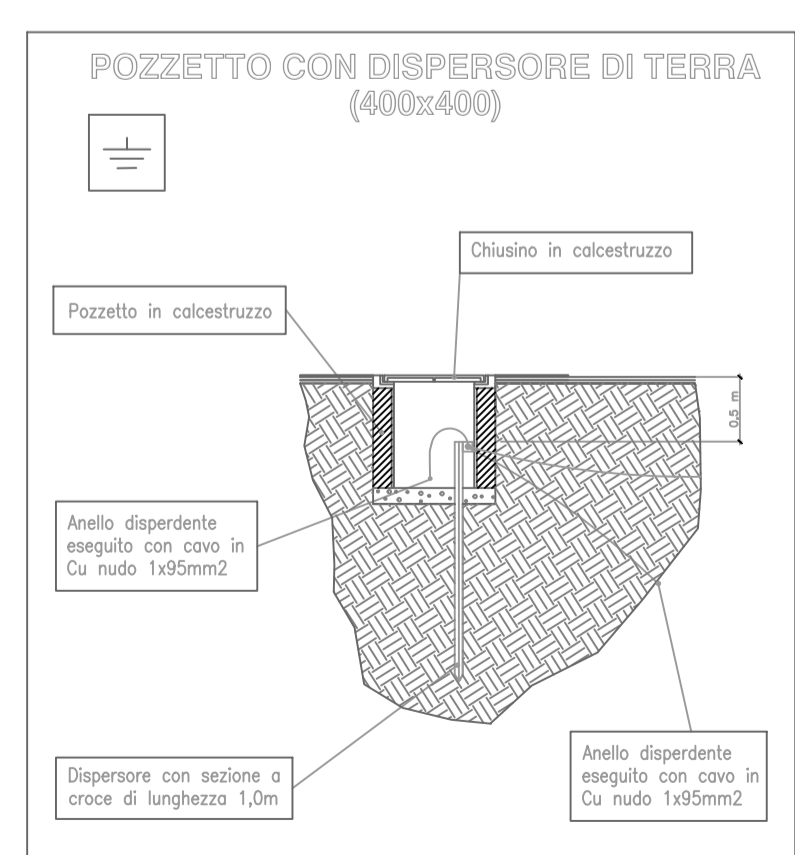 POZZETTO CON DISPERSORE DI TERRA
(400x400)
Chiusino in calcestruzzo
Pozzetto in calcestruzzo
0,5 m
Anello disperdente
eseguito con cavo in
Cu nudo 1x95mm2
Dispersore con sezione a
croce di lunghezza 1,0m
Anello disperdente
eseguito con cavo in
Cu nudo 1x95mm2